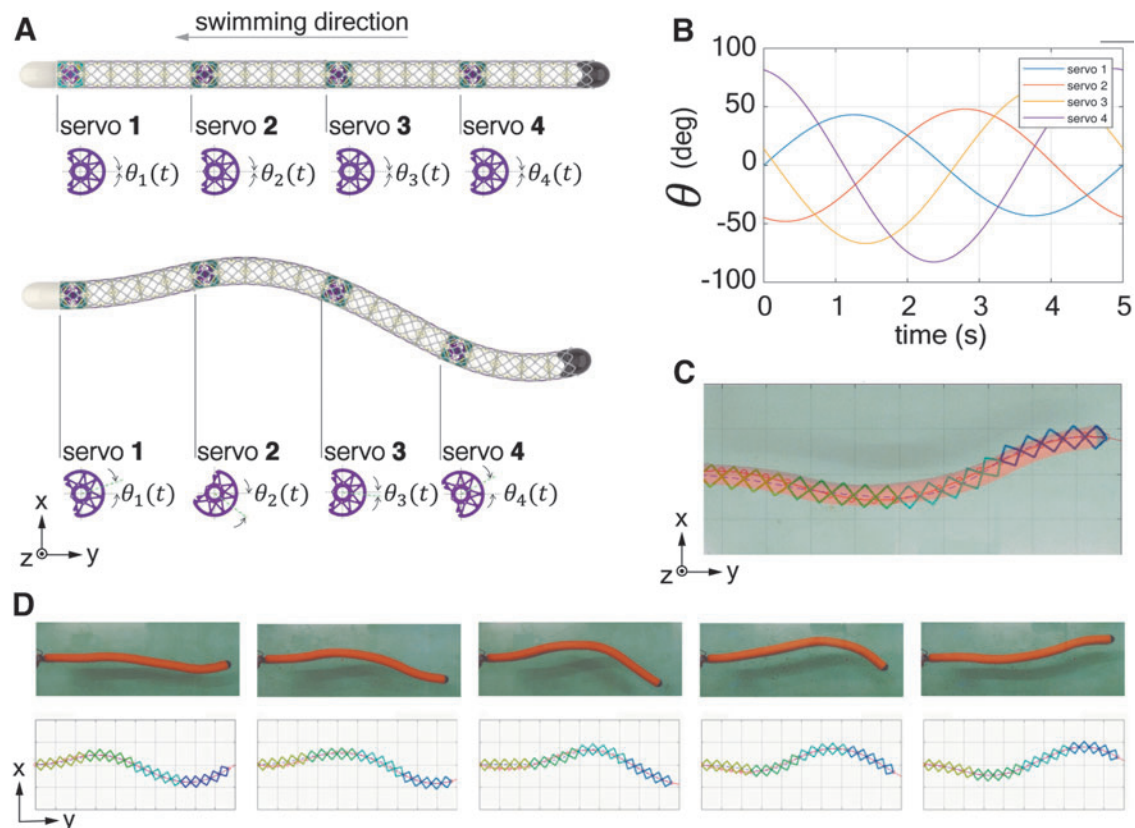 A
swimming direction
servo 1
servo 2
servo 3
servo 4
θ1(t)
θ2(t)
θ3(t)
θ4(t)
servo 1
servo 2
servo 3
servo 4
θ1(t)
θ2(t)
θ3(t)
θ4(t)
x
z
y
B
100
50
0
-50
-100
θ (deg)
servo 1
servo 2
servo 3
servo 4
0
1
2
3
4
5
time (s)
C
x
z
y
D
x
y